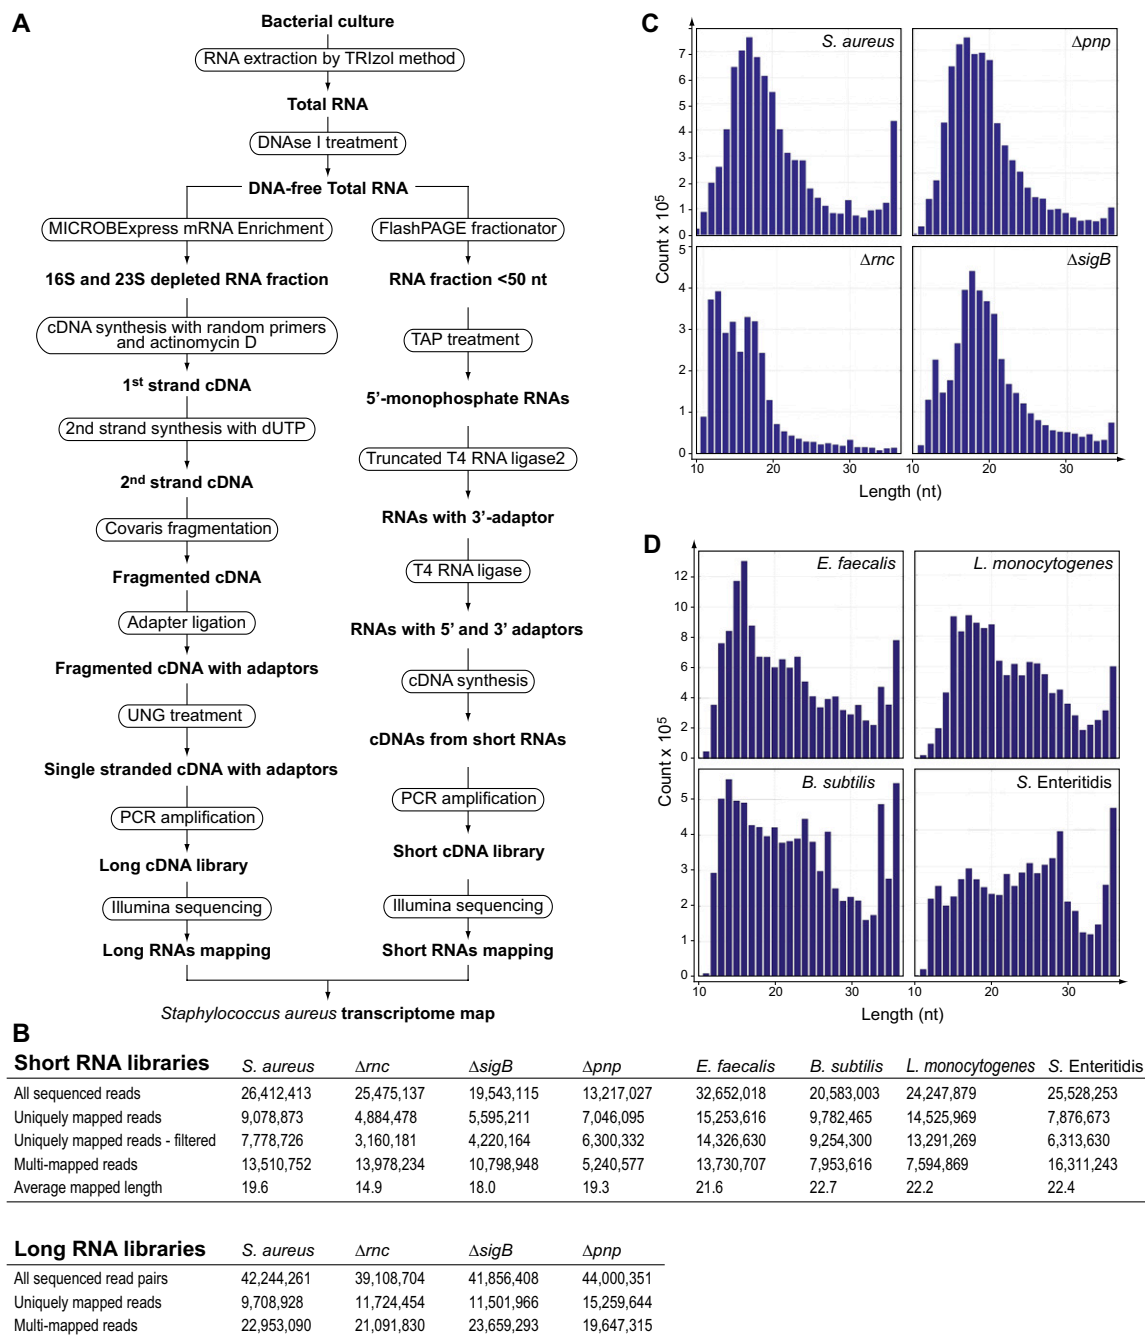 A
Bacterial culture
RNA extraction by TRIzol method
Total RNA
DNAse I treatment
DNA-free Total RNA
MICROBExpress mRNA Enrichment
16S and 23S depleted RNA fraction
cDNA synthesis with random primers
and actinomycin D
1st strand cDNA
2nd strand synthesis with dUTP
2nd strand cDNA
Covaris fragmentation
Fragmented cDNA
Adapter ligation
Fragmented cDNA with adaptors
UNG treatment
Single stranded cDNA with adaptors
PCR amplification
Long cDNA library
Illumina sequencing
Long RNAs mapping
FlashPAGE fractionator
RNA fraction <50 nt
TAP treatment
5'-monophosphate RNAs
Truncated T4 RNA ligase2
RNAs with 3'-adaptor
T4 RNA ligase
RNAs with 5' and 3' adaptors
cDNA synthesis
cDNAs from short RNAs
PCR amplification
Short cDNA library
Illumina sequencing
Short RNAs mapping
Staphylococcus aureus transcriptome map
C
S. aureus
Δpnp
7
6
5
4
3
2
1
0
Δrnc
ΔsigB
5
4
3
2
1
0
Count x 10⁵
10 20 30 10 20 30
Length (nt)
D
E. faecalis
L. monocytogenes
12
10
8
6
4
2
0
B. subtilis
S. Enteritidis
5
4
3
2
1
0
Count x 10⁵
10 20 30 10 20 30
Length (nt)
B
Short RNA libraries S. aureus Δrnc ΔsigB Δpnp E. faecalis B. subtilis L. monocytogenes S. Enteritidis
All sequenced reads 26,412,413 25,475,137 19,543,115 13,217,027 32,652,018 20,583,003 24,247,879 25,528,253
Uniquely mapped reads 9,078,873 4,884,478 5,595,211 7,046,095 15,253,616 9,782,465 14,525,969 7,876,673
Uniquely mapped reads - filtered 7,778,726 3,160,181 4,220,164 6,300,332 14,326,630 9,254,300 13,291,269 6,313,630
Multi-mapped reads 13,510,752 13,978,234 10,798,948 5,240,577 13,730,707 7,953,616 7,594,869 16,311,243
Average mapped length 19.6 14.9 18.0 19.3 21.6 22.7 22.2 22.4
Long RNA libraries S. aureus Δrnc ΔsigB Δpnp
All sequenced read pairs 42,244,261 39,108,704 41,856,408 44,000,351
Uniquely mapped reads 9,708,928 11,724,454 11,501,966 15,259,644
Multi-mapped reads 22,953,090 21,091,830 23,659,293 19,647,315